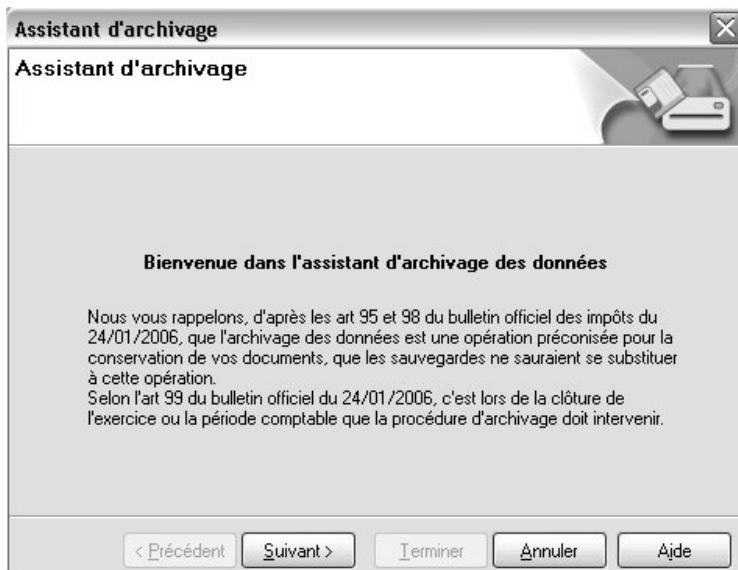 Assistant d'archivage
Assistant d'archivage
Bienvenue dans l'assistant d'archivage des données
Nous vous rappelons, d'après les art 95 et 98 du bulletin officiel des impôts du
24/01/2006, que l'archivage des données est une opération préconisée pour la
conservation de vos documents, que les sauvegardes ne sauraient se substituer
à cette opération.
Selon l'art 99 du bulletin officiel du 24/01/2006, c'est lors de la clôture de
l'exercice ou la période comptable que la procédure d'archivage doit intervenir.
< Précédent Suivant > Terminer Annuler Aide